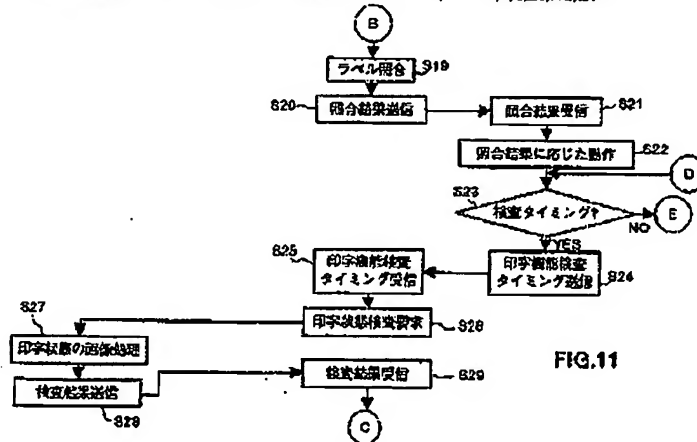 B
ラベル照合
S19
S20
照合結果送信
照合結果受信
S21
照合結果に応じた動作
S22
D
S23
検査タイミング?
NO
E
YES
S25
印字機能検査
タイミング受信
印字機能検査
タイミング送信
S24
S27
印字状態検査要求
S26
印字状態の画像処理
FIG.11
検査結果送信
S28
検査結果受信
S29
C